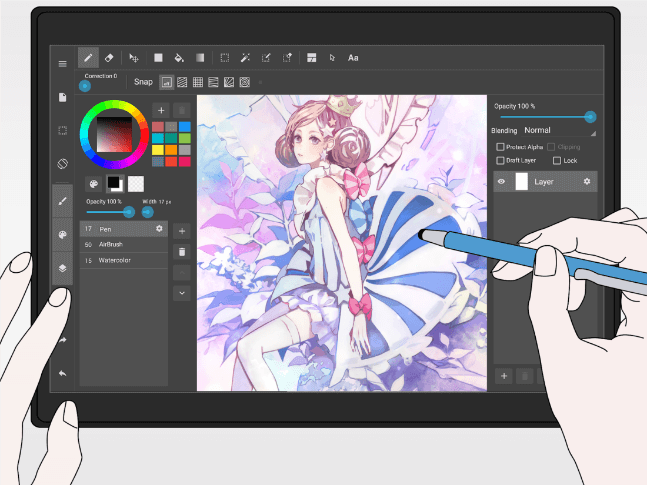 Aa
Correction 0
Snap
Opacity 100 %
Blending Normal
Protect Alpha
Clipping
Draft Layer
Lock
Layer
Opacity 100 %
Width 17 px
17 Pen
50 AirBrush
15 Watercolor